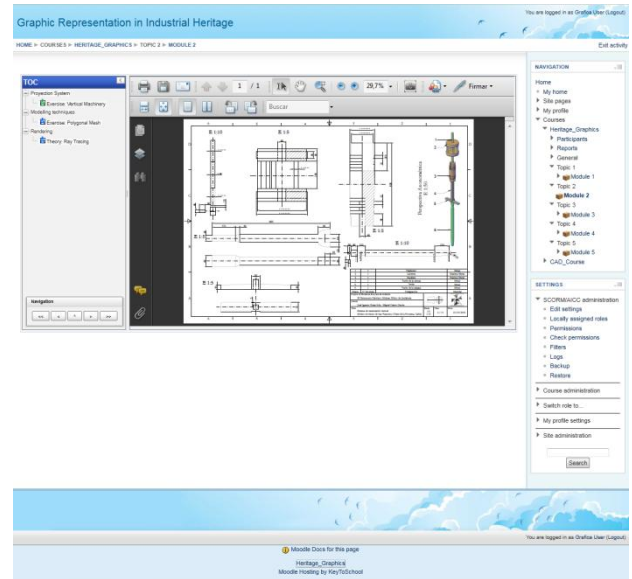 You are logged in as Grafica User (Logout)
Graphic Representation in Industrial Heritage
HOME ► COURSES ► HERITAGE_GRAPHICS ► TOPIC 2 ► MODULE 2
Exit activity
TOC
Proyection System
Exercise: Vertical Machinery
Modelling techniques
Exercise: Polygonal Mesh
Rendering
Theory: Ray Tracing
Navigation
<< < ^ > >>
1 / 1
29,7%
Firmar
Buscar
NAVIGATION
Home
My home
Site pages
My profile
Courses
Heritage_Graphics
Participants
Reports
General
Topic 1
Module 1
Topic 2
Module 2
Topic 3
Module 3
Topic 4
Module 4
Topic 5
Module 5
CAD_Course
SETTINGS
SCORM/AICC administration
Edit settings
Locally assigned roles
Permissions
Check permissions
Filters
Logs
Backup
Restore
Course administration
Switch role to...
My profile settings
Site administration
Search
You are logged in as Grafica User (Logout)
Moodle Docs for this page
Heritage_Graphics
Moodle Hosting by KeyToSchool